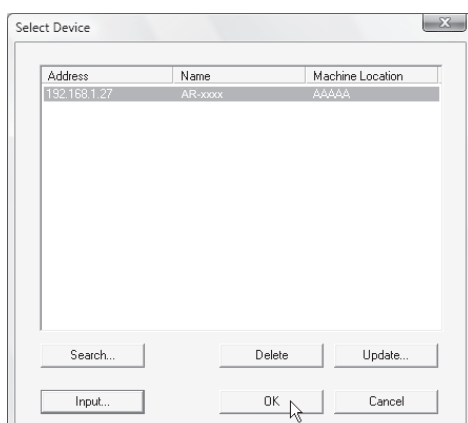 Select Device
Address Name Machine Location
192.168.1.27 AR-xxxx AAAAA
Search... Delete Update...
Input... OK Cancel